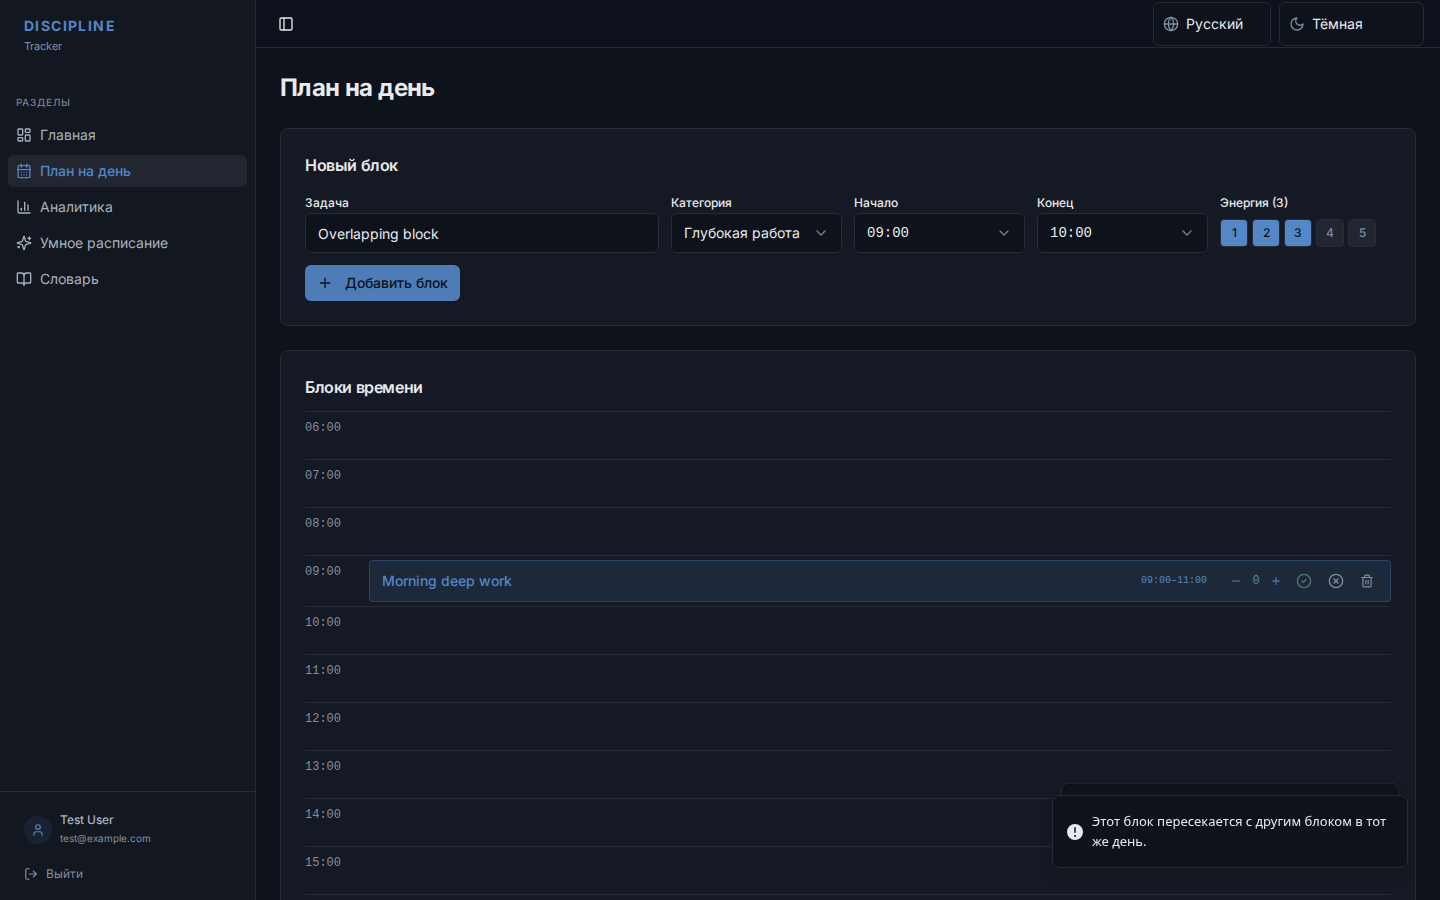 DISCIPLINE
Tracker
РАЗДЕЛЫ
Главная
План на день
Аналитика
Умное расписание
Словарь
Test User
test@example.com
Выйти
Русский
Тёмная
План на день
Новый блок
Задача
Категория
Начало
Конец
Энергия (3)
Overlapping block
Глубокая работа
09:00
10:00
1 2 3 4 5
Добавить блок
Блоки времени
06:00
07:00
08:00
09:00
Morning deep work
09:00–11:00
0
10:00
11:00
12:00
13:00
14:00
15:00
Этот блок пересекается с другим блоком в тот
же день.